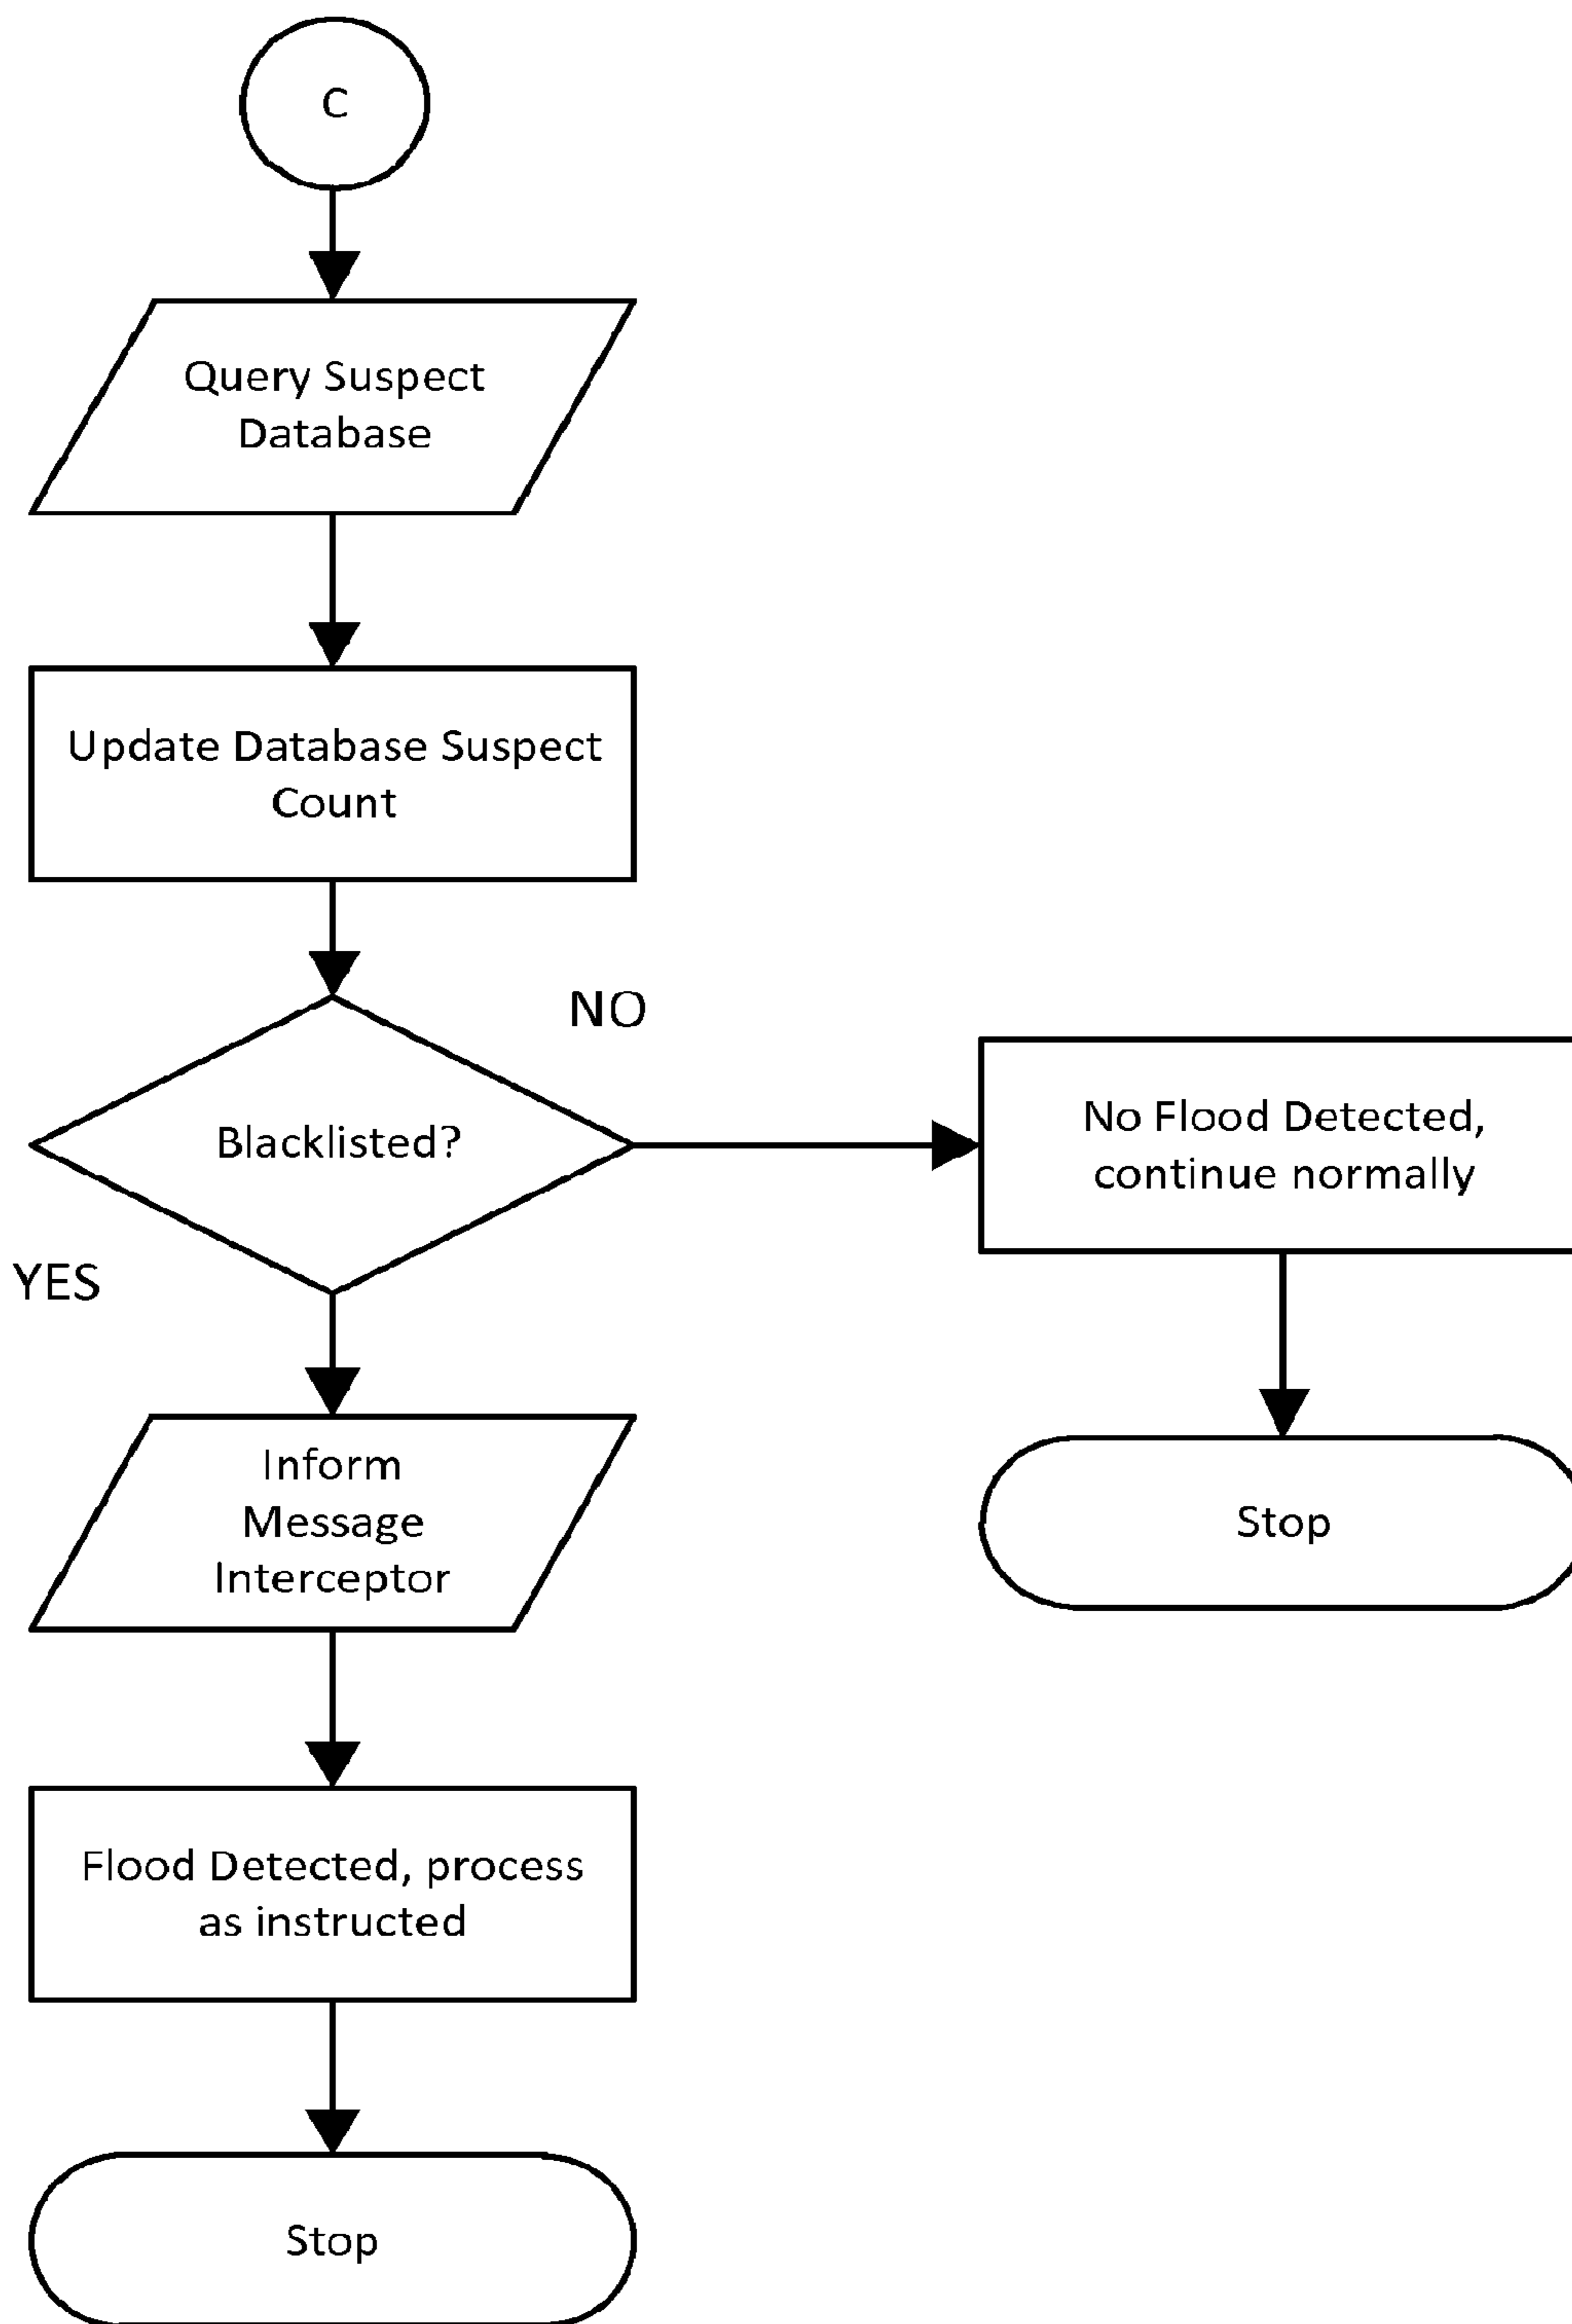 C
Query Suspect
Database
Update Database Suspect
Count
NO
Blacklisted?
No Flood Detected,
continue normally
YES
Inform
Message
Interceptor
Stop
Flood Detected, process
as instructed
Stop